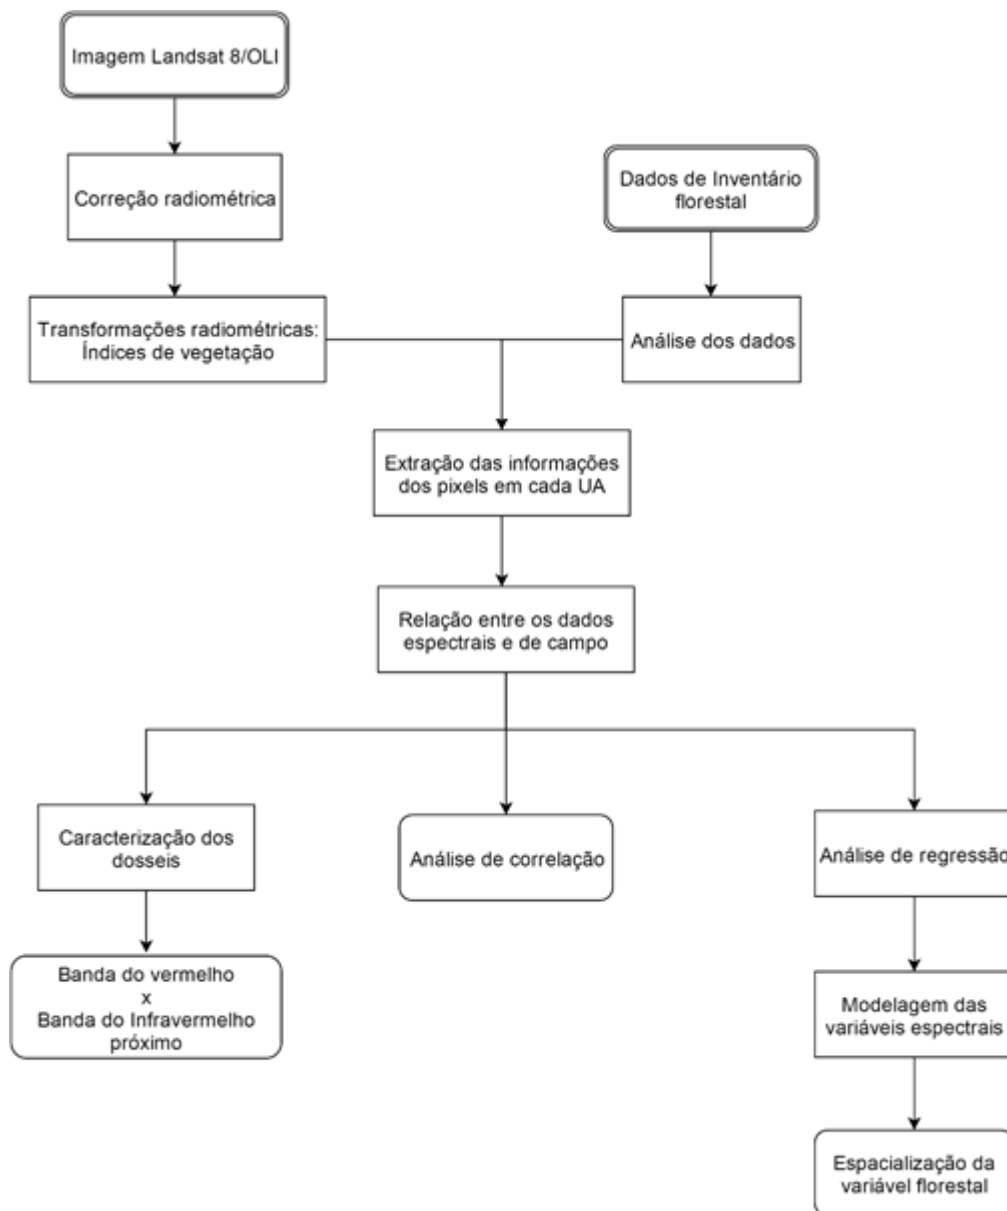 Imagem Landsat 8/OLI
Correção radiométrica
Dados de Inventário
florestal
Transformações radiométricas:
Índices de vegetação
Análise dos dados
Extração das informações
dos pixels em cada UA
Relação entre os dados
espectrais e de campo
Caracterização dos
dosseis
Análise de correlação
Análise de regressão
Banda do vermelho
x
Banda do Infravermelho
próximo
Modelagem das
variáveis espectrais
Espacialização da
variável florestal